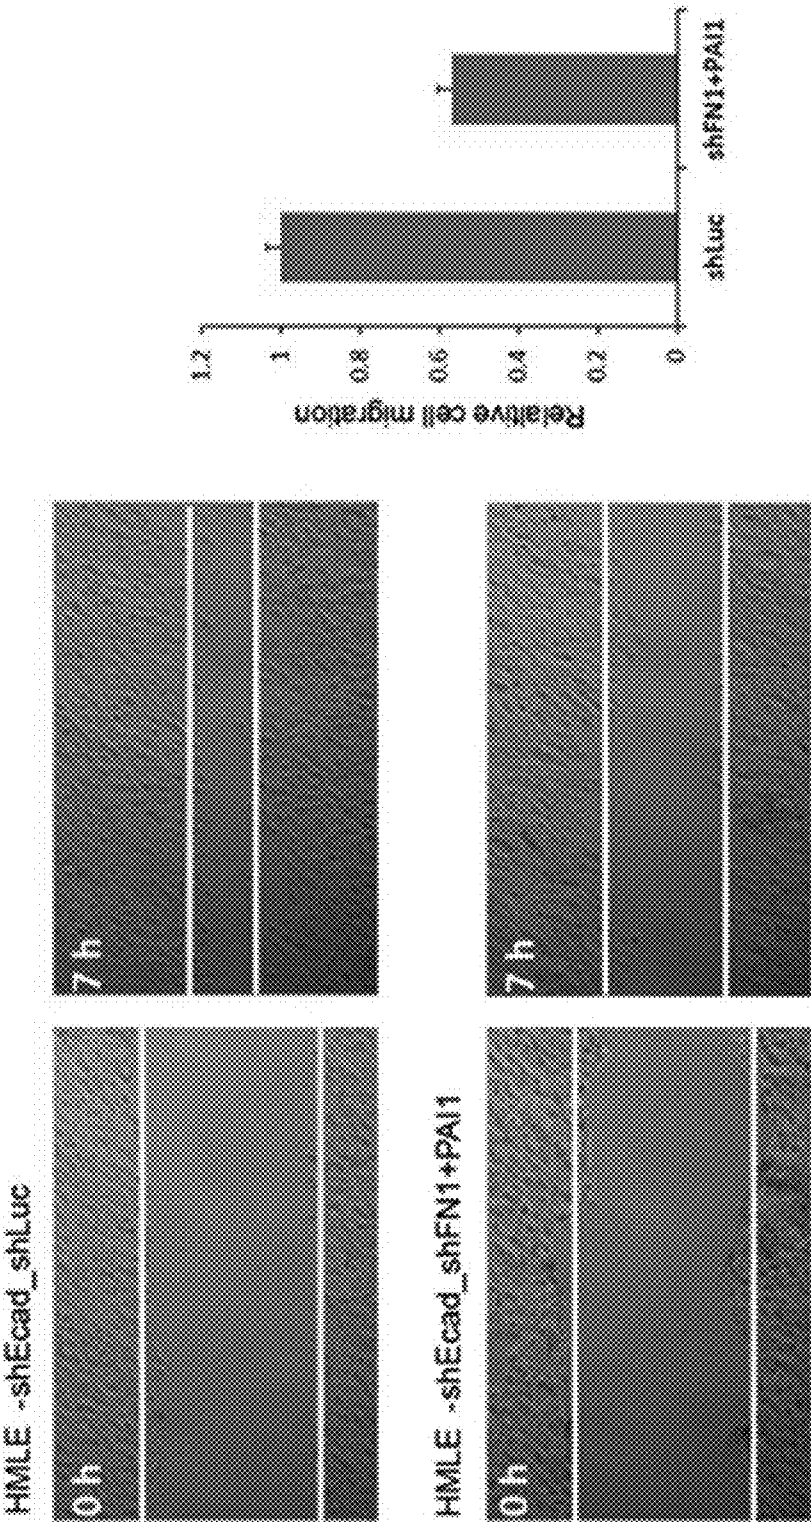 HMLE -shEcad_shLuc
0 h
7 h
HMLE -shEcad_shFN1+PAI1
0 h
7 h
Relaitive cell migration
1.2
1
0.8
0.6
0.4
0.2
0
shLuc
shFN1+PAI1